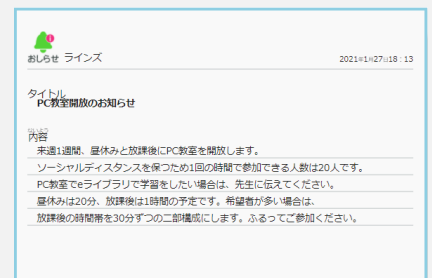 おしらせ ラインズ
2021年1月27日18:13
タイトル
PC教室開放のお知らせ
ないよう
内容
来週1週間、昼休みと放課後にPC教室を開放します。
ソーシャルディスタンスを保つため1回の時間で参加できる人数は20人です。
PC教室でeライブラリで学習をしたい場合は、先生に伝えてください。
昼休みは20分、放課後は1時間の予定です。希望者が多い場合は、
放課後の時間帯を30分ずつの二部構成にします。ふるってご参加ください。